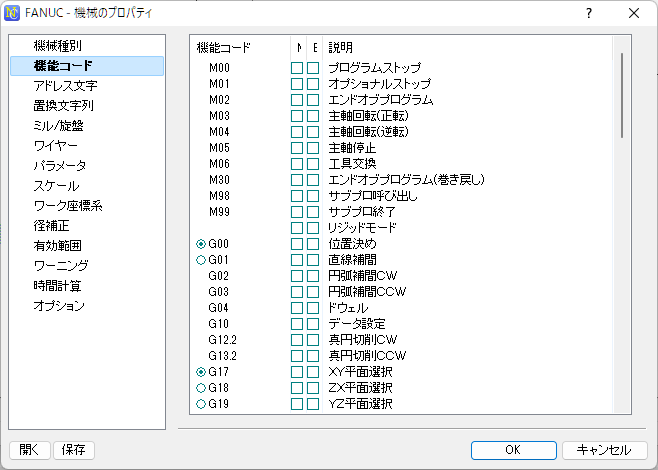 FANUC - 機械のプロパティ
機械種別
機能コード
アドレス文字
置換文字列
ミル/旋盤
ワイヤー
パラメータ
スケール
ワーク座標系
径補正
有効範囲
ワーニング
時間計算
オプション
機能コード N E 説明
M00 プログラムストップ
M01 オプショナルストップ
M02 エンドオブプログラム
M03 主軸回転(正転)
M04 主軸回転(逆転)
M05 主軸停止
M06 工具交換
M30 エンドオブプログラム(巻き戻し)
M98 サブプロ呼び出し
M99 サブプロ終了
リジッドモード
G00 位置決め
G01 直線補間
G02 円弧補間CW
G03 円弧補間CCW
G04 ドウェル
G10 データ設定
G12.2 真円切削CW
G13.2 真円切削CCW
G17 XY平面選択
G18 ZX平面選択
G19 YZ平面選択
開く 保存 OK キャンセル